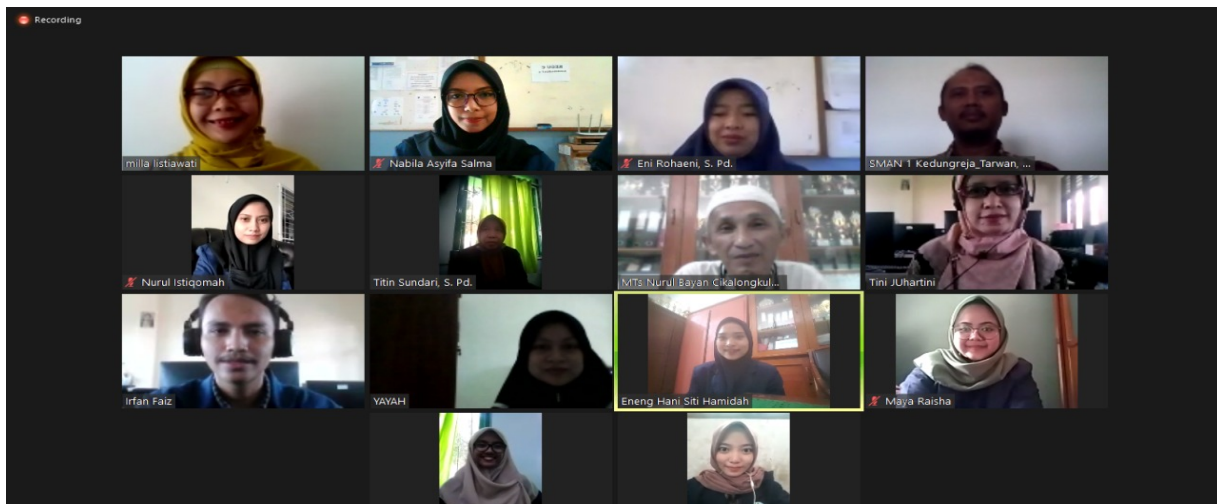 Recording
milla listiawati
Nabila Asyifa Salma
Eni Rohaeni, S. Pd.
SMAN 1 Kedungreja_Tarwan, ...
Nurul Istiqomah
Titin Sundari, S. Pd.
MTs Nurul Bayan Cikalongkul...
Tini JUhartini
Irfan Faiz
YAYAH
Eneng Hani Siti Hamidah
Maya Raisha